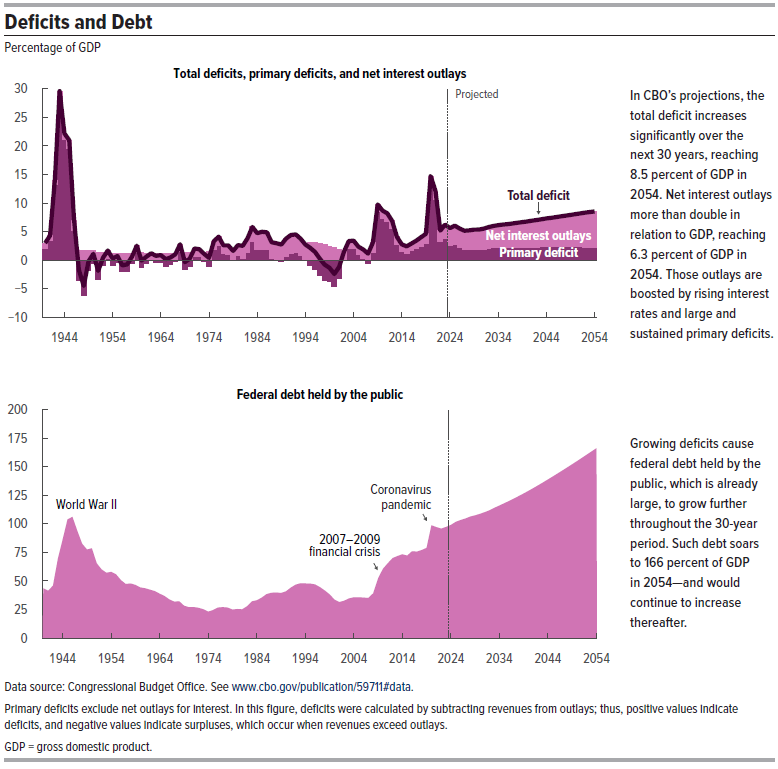 Deficits and Debt
Percentage of GDP
Total deficits, primary deficits, and net interest outlays
30
25
20
15
10
5
0
−5
−10
Projected
Total deficit
Net interest outlays
Primary deficit
1944 1954 1964 1974 1984 1994 2004 2014 2024 2034 2044 2054
In CBO's projections, the
total deficit increases
significantly over the
next 30 years, reaching
8.5 percent of GDP in
2054. Net interest outlays
more than double in
relation to GDP, reaching
6.3 percent of GDP in
2054. Those outlays are
boosted by rising interest
rates and large and
sustained primary deficits.
Federal debt held by the public
200
175
150
125
100
75
50
25
0
World War II
2007–2009
financial crisis
Coronavirus
pandemic
1944 1954 1964 1974 1984 1994 2004 2014 2024 2034 2044 2054
Growing deficits cause
federal debt held by the
public, which is already
large, to grow further
throughout the 30-year
period. Such debt soars
to 166 percent of GDP
in 2054—and would
continue to increase
thereafter.
Data source: Congressional Budget Office. See www.cbo.gov/publication/59711#data.
Primary deficits exclude net outlays for interest. In this figure, deficits were calculated by subtracting revenues from outlays; thus, positive values indicate
deficits, and negative values indicate surpluses, which occur when revenues exceed outlays.
GDP = gross domestic product.